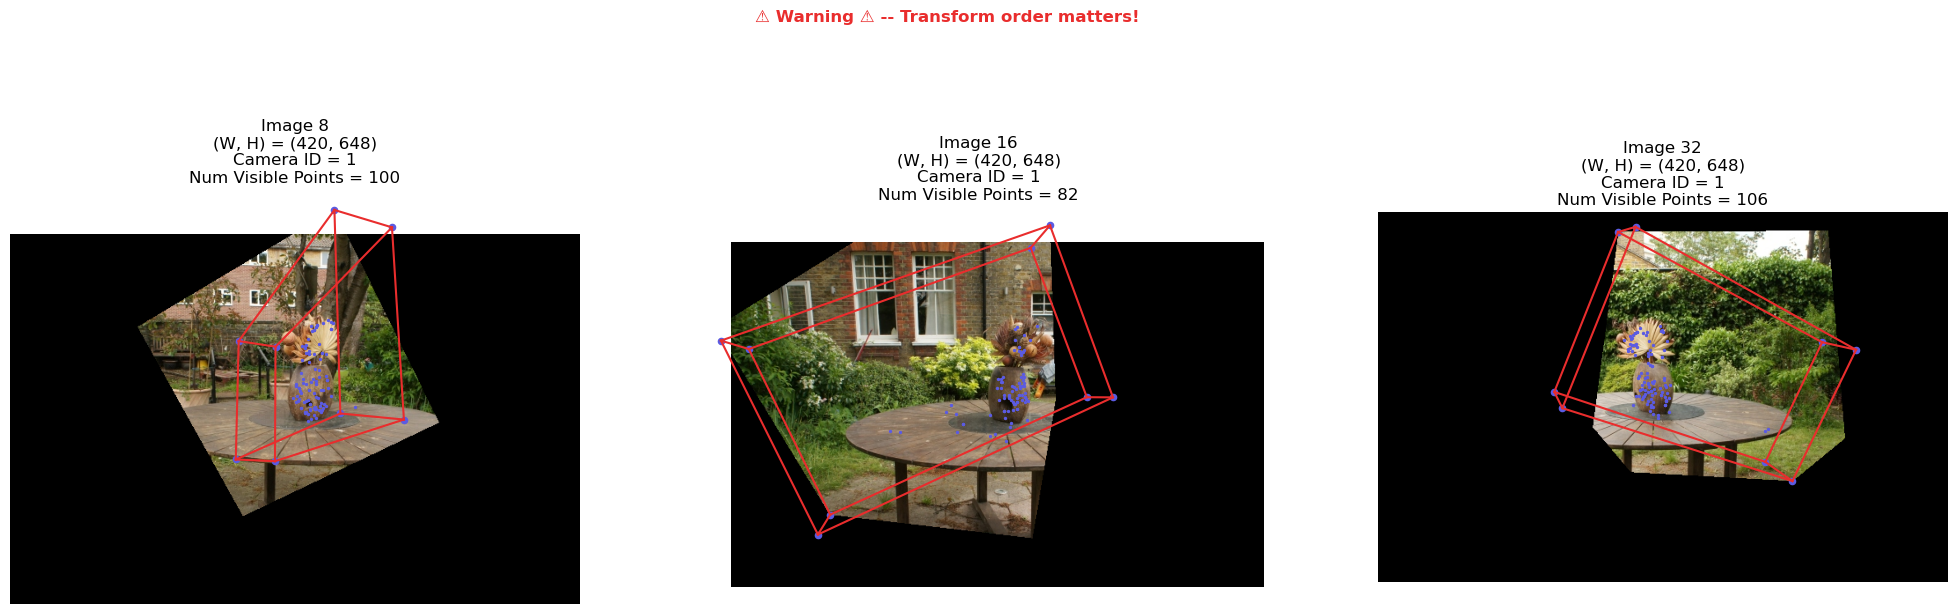 ⚠ Warning ⚠ -- Transform order matters!
Image 8
(W, H) = (420, 648)
Camera ID = 1
Num Visible Points = 100
Image 16
(W, H) = (420, 648)
Camera ID = 1
Num Visible Points = 82
Image 32
(W, H) = (420, 648)
Camera ID = 1
Num Visible Points = 106